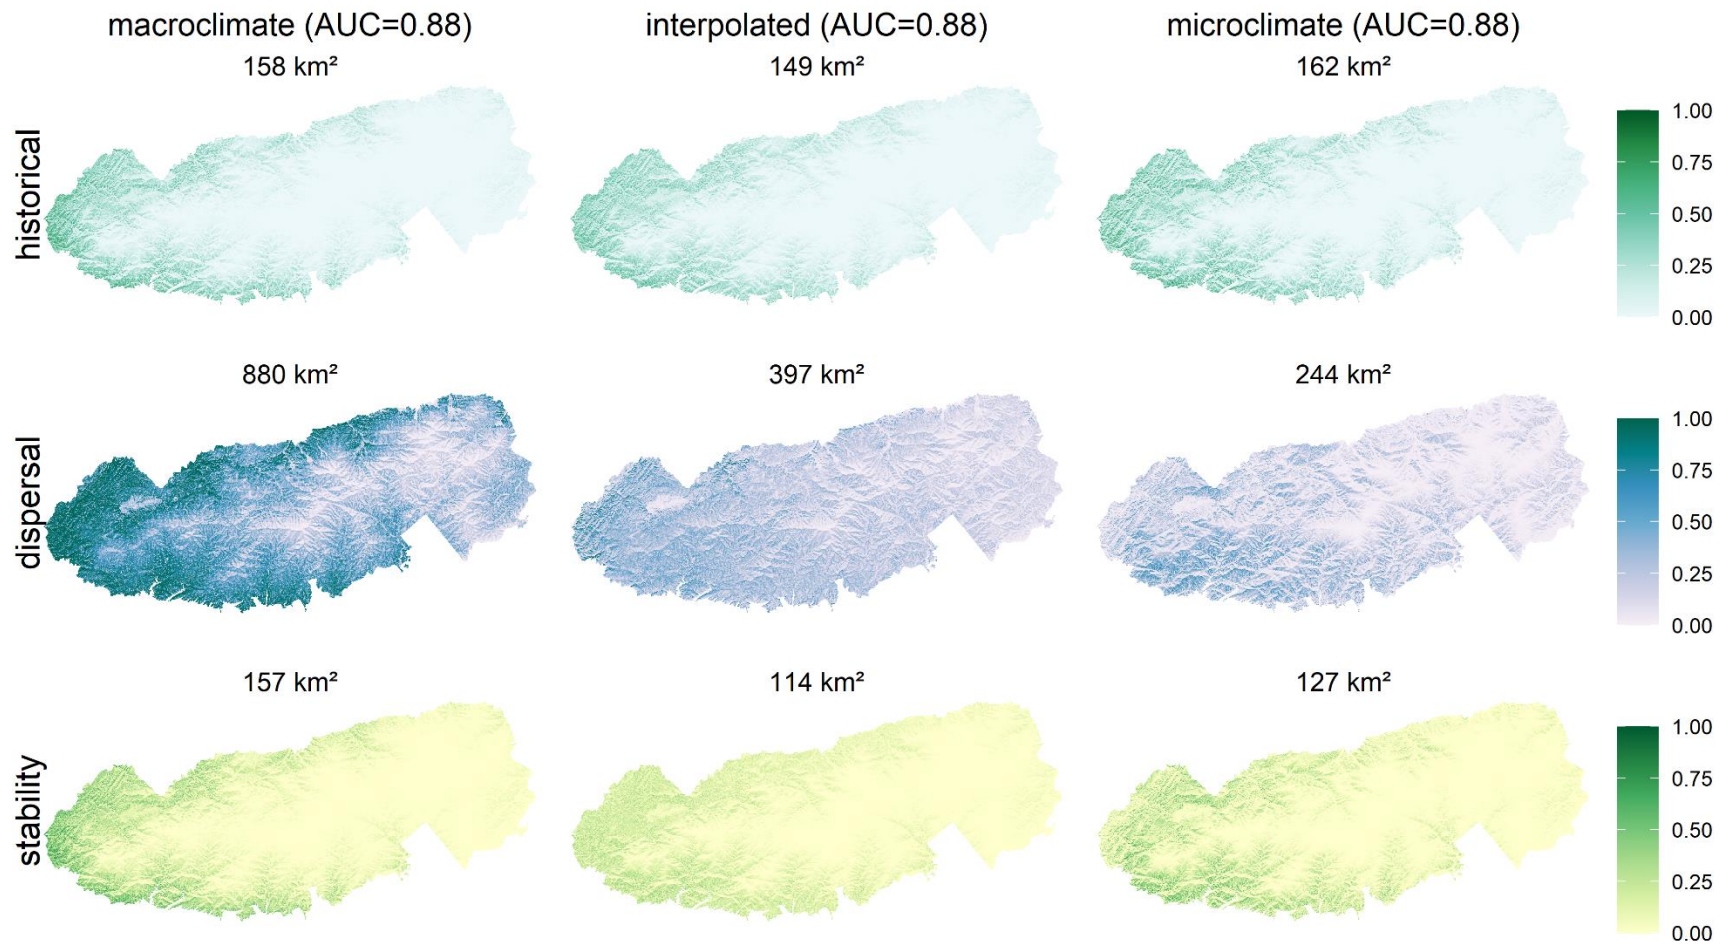 macroclimate (AUC=0.88) interpolated (AUC=0.88) microclimate (AUC=0.88)
158 km² 149 km² 162 km²
historical
1.00
0.75
0.50
0.25
0.00
880 km² 397 km² 244 km²
dispersal
1.00
0.75
0.50
0.25
0.00
157 km² 114 km² 127 km²
stability
1.00
0.75
0.50
0.25
0.00